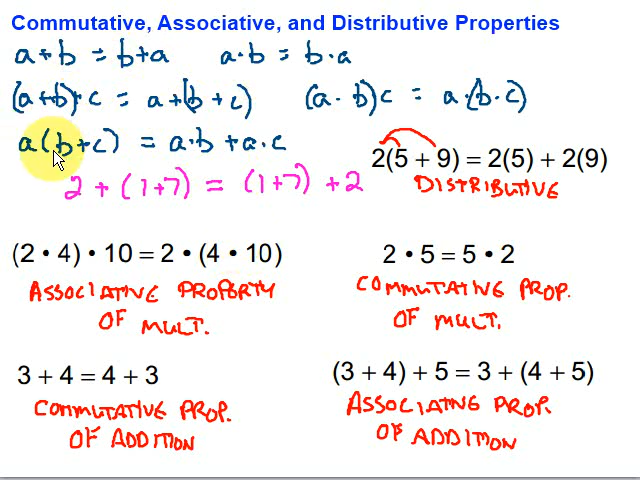 Commutative, Associative, and Distributive Properties
a+b = b+a   a·b = b·a
(a+b)+c = a+(b+c)   (a·b)c = a·(b·c)
a(b+c) = a·b + a·c
2(5 + 9) = 2(5) + 2(9)
DISTRIBUTIVE
2 + (1+7) = (1+7) + 2
(2 • 4) • 10 = 2 • (4 • 10)
ASSOCIATIVE PROPERTY
OF MULT.
2 • 5 = 5 • 2
COMMUTATIVE PROP.
OF MULT.
3 + 4 = 4 + 3
COMMUTATIVE PROP.
OF ADDITION
(3 + 4) + 5 = 3 + (4 + 5)
ASSOCIATIVE PROP.
OF ADDITION